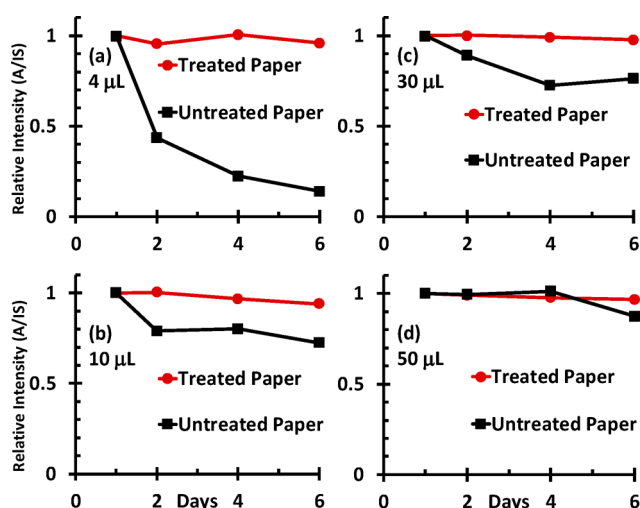 Relative Intensity (A/IS)
1
0.5
0
(a)
4 µL
Treated Paper
Untreated Paper
0 2 4 6
1
0.5
0
(c)
30 µL
Treated Paper
Untreated Paper
0 2 4 6
Relative Intensity (A/IS)
1
0.5
0
(b)
10 µL
Treated Paper
Untreated Paper
0 2 Days 4 6
1
0.5
0
(d)
50 µL
Treated Paper
Untreated Paper
0 2 Days 4 6